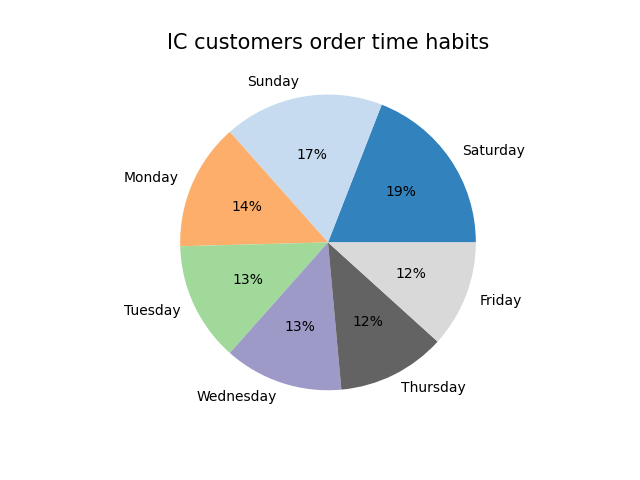 IC customers order time habits
Sunday
Saturday
17%
19%
Monday
14%
12%
13%
Friday
Tuesday
13%
12%
Thursday
Wednesday